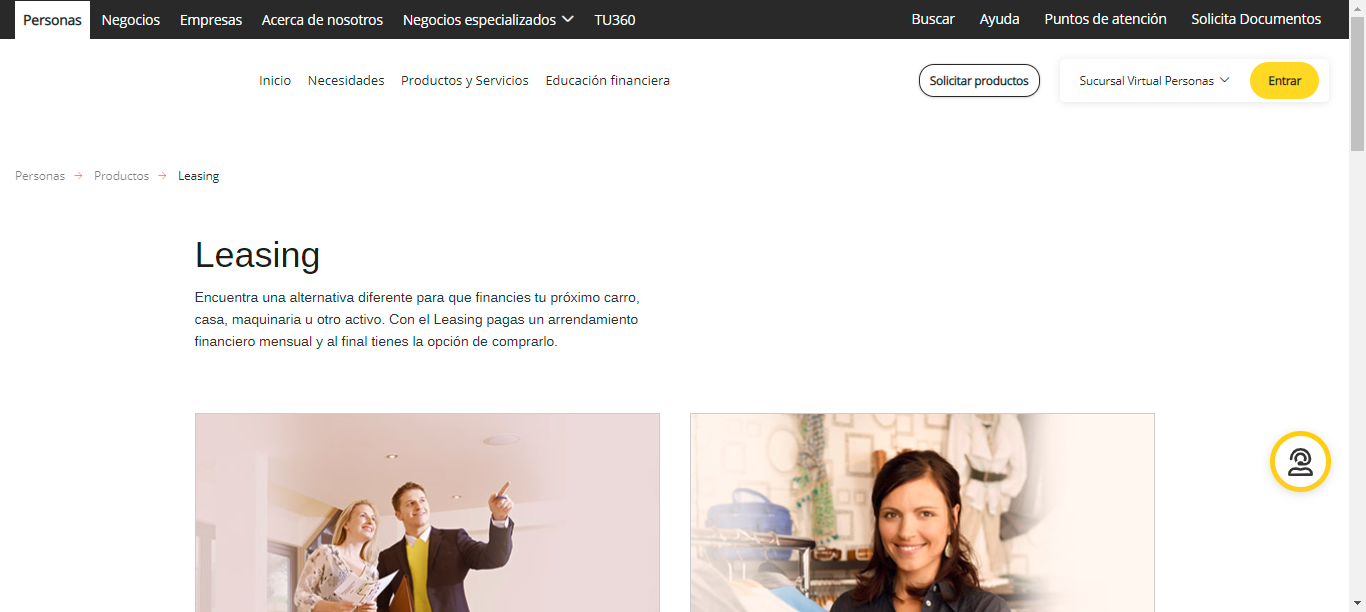 Personas Negocios Empresas Acerca de nosotros Negocios especializados TU360 Buscar Ayuda Puntos de atención Solicita Documentos
Inicio Necesidades Productos y Servicios Educación financiera Solicitar productos Sucursal Virtual Personas Entrar
Personas Productos Leasing
Leasing
Encuentra una alternativa diferente para que financies tu próximo carro,
casa, maquinaria u otro activo. Con el Leasing pagas un arrendamiento
financiero mensual y al final tienes la opción de comprarlo.